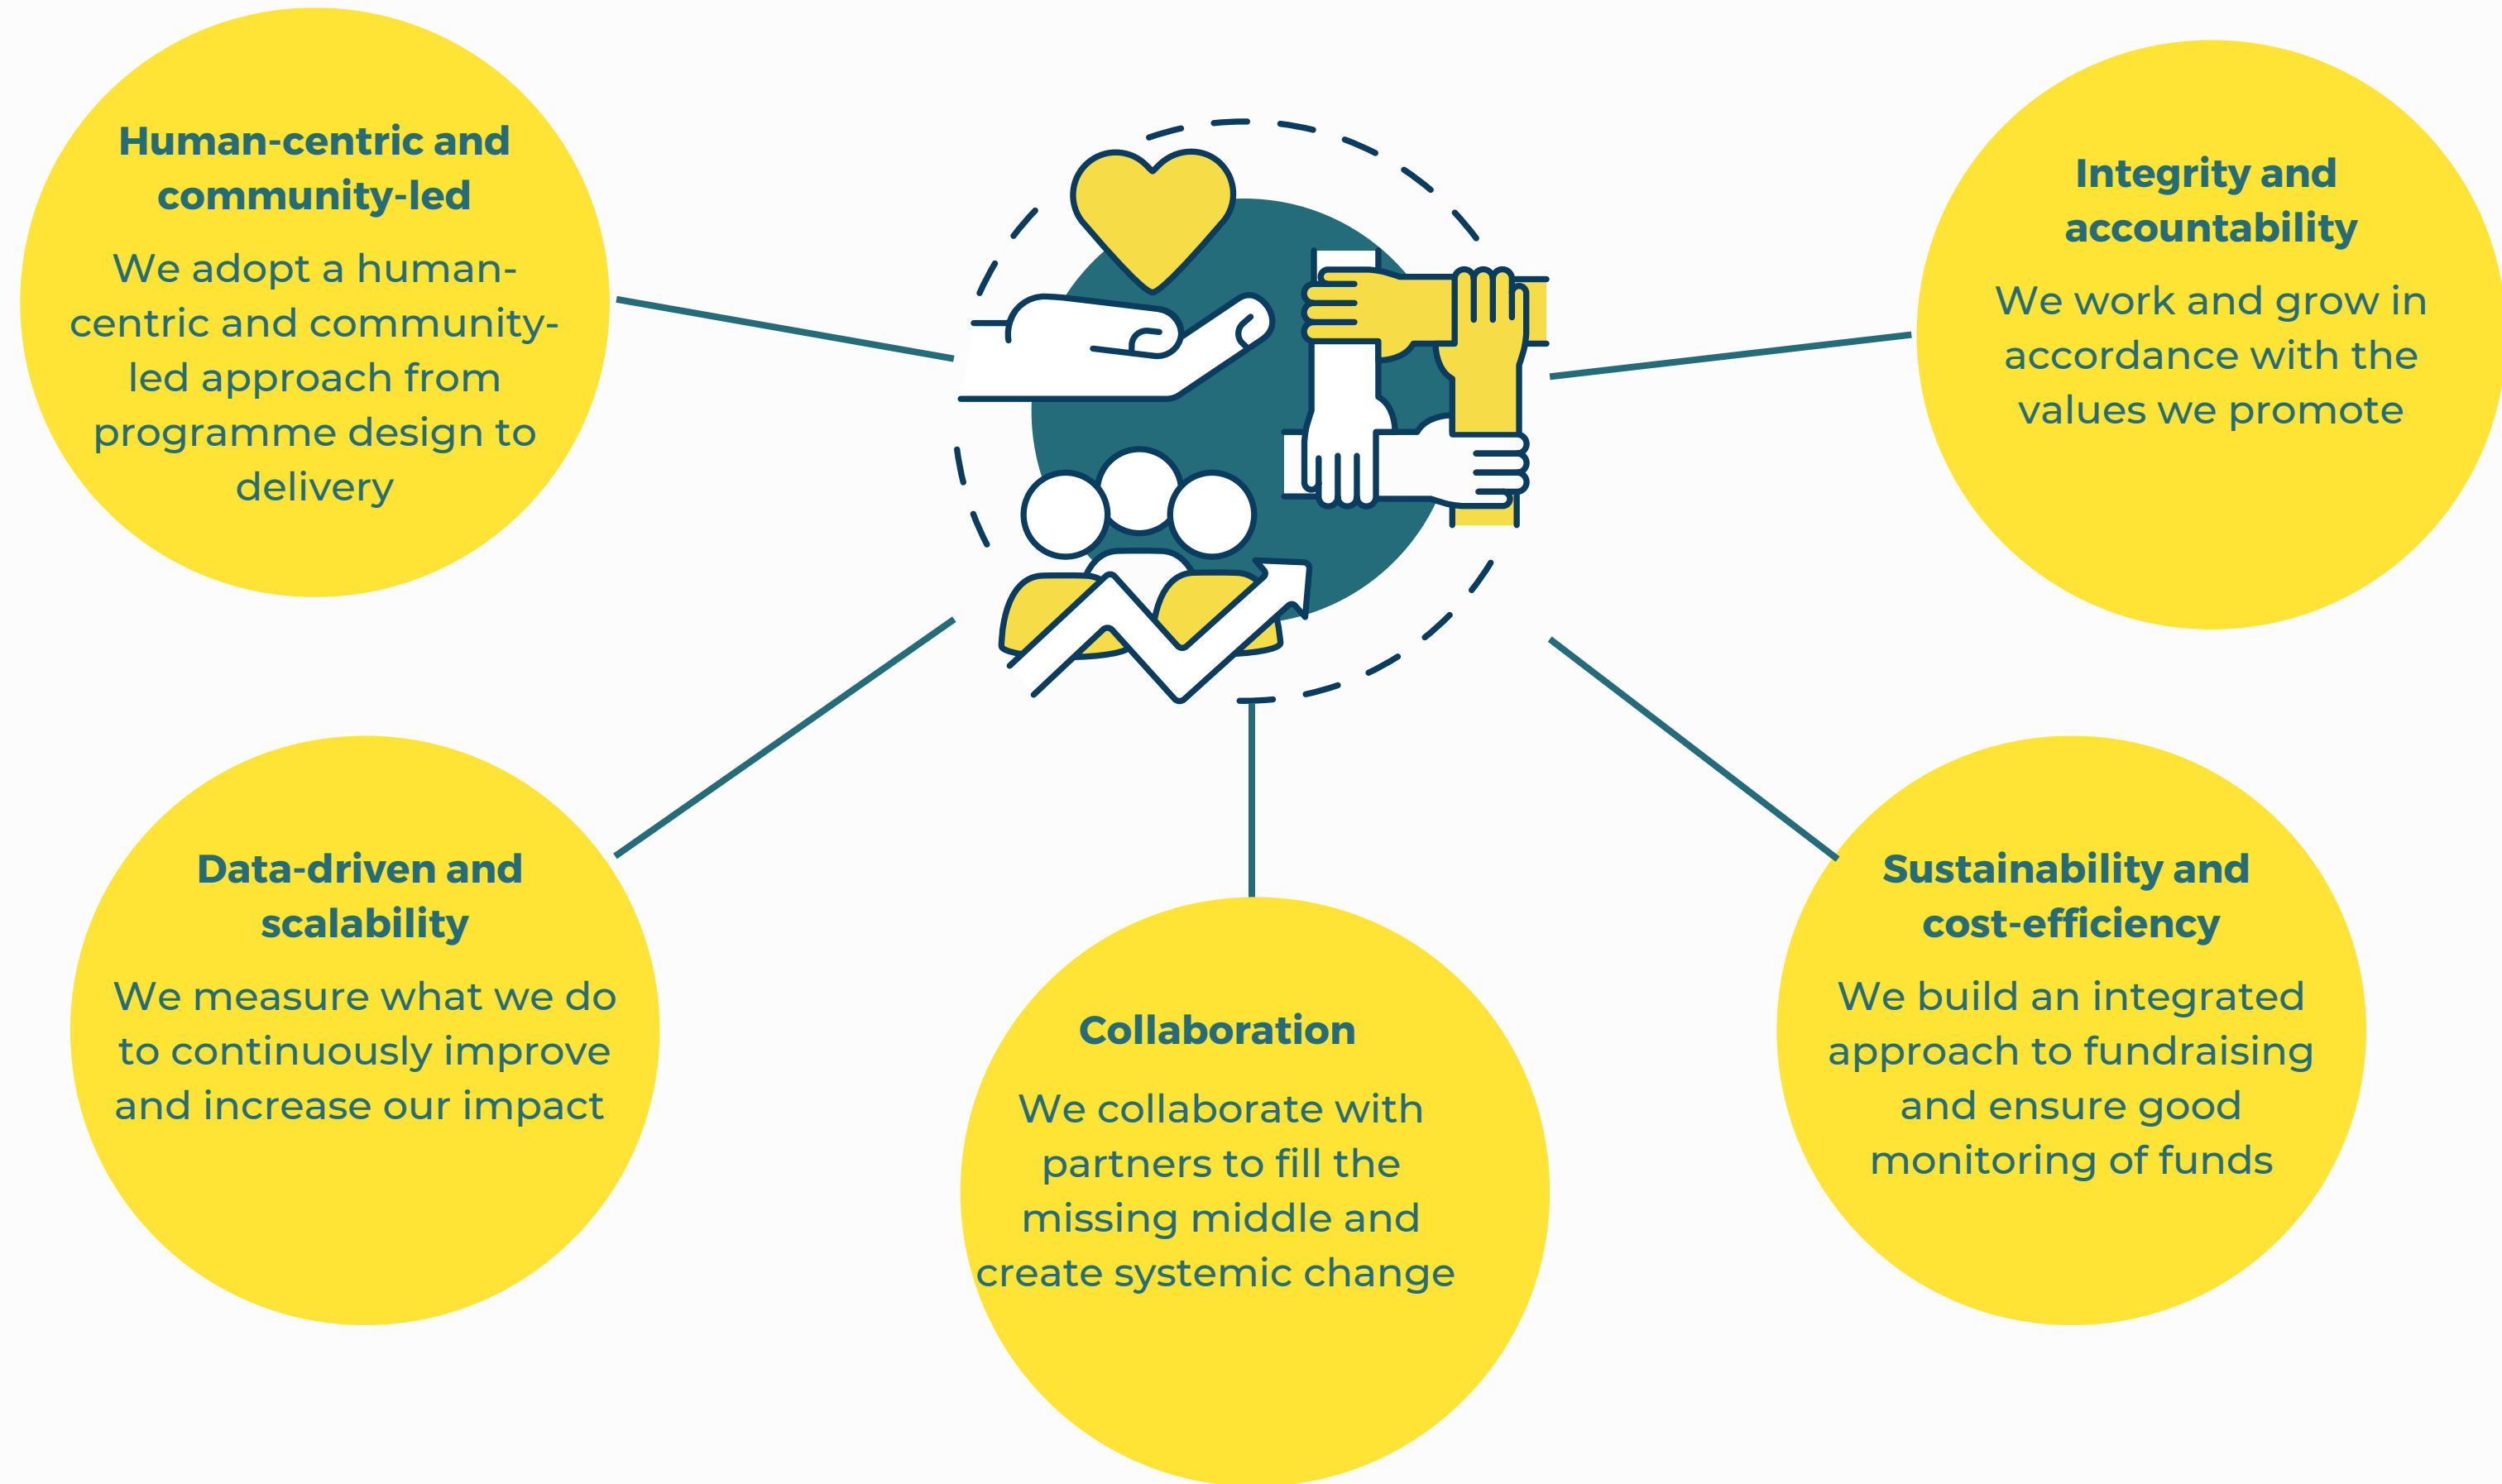 Human-centric and
community-led
We adopt a human-
centric and community-
led approach from
programme design to
delivery
Integrity and
accountability
We work and grow in
accordance with the
values we promote
Data-driven and
scalability
We measure what we do
to continuously improve
and increase our impact
Collaboration
We collaborate with
partners to fill the
missing middle and
create systemic change
Sustainability and
cost-efficiency
We build an integrated
approach to fundraising
and ensure good
monitoring of funds